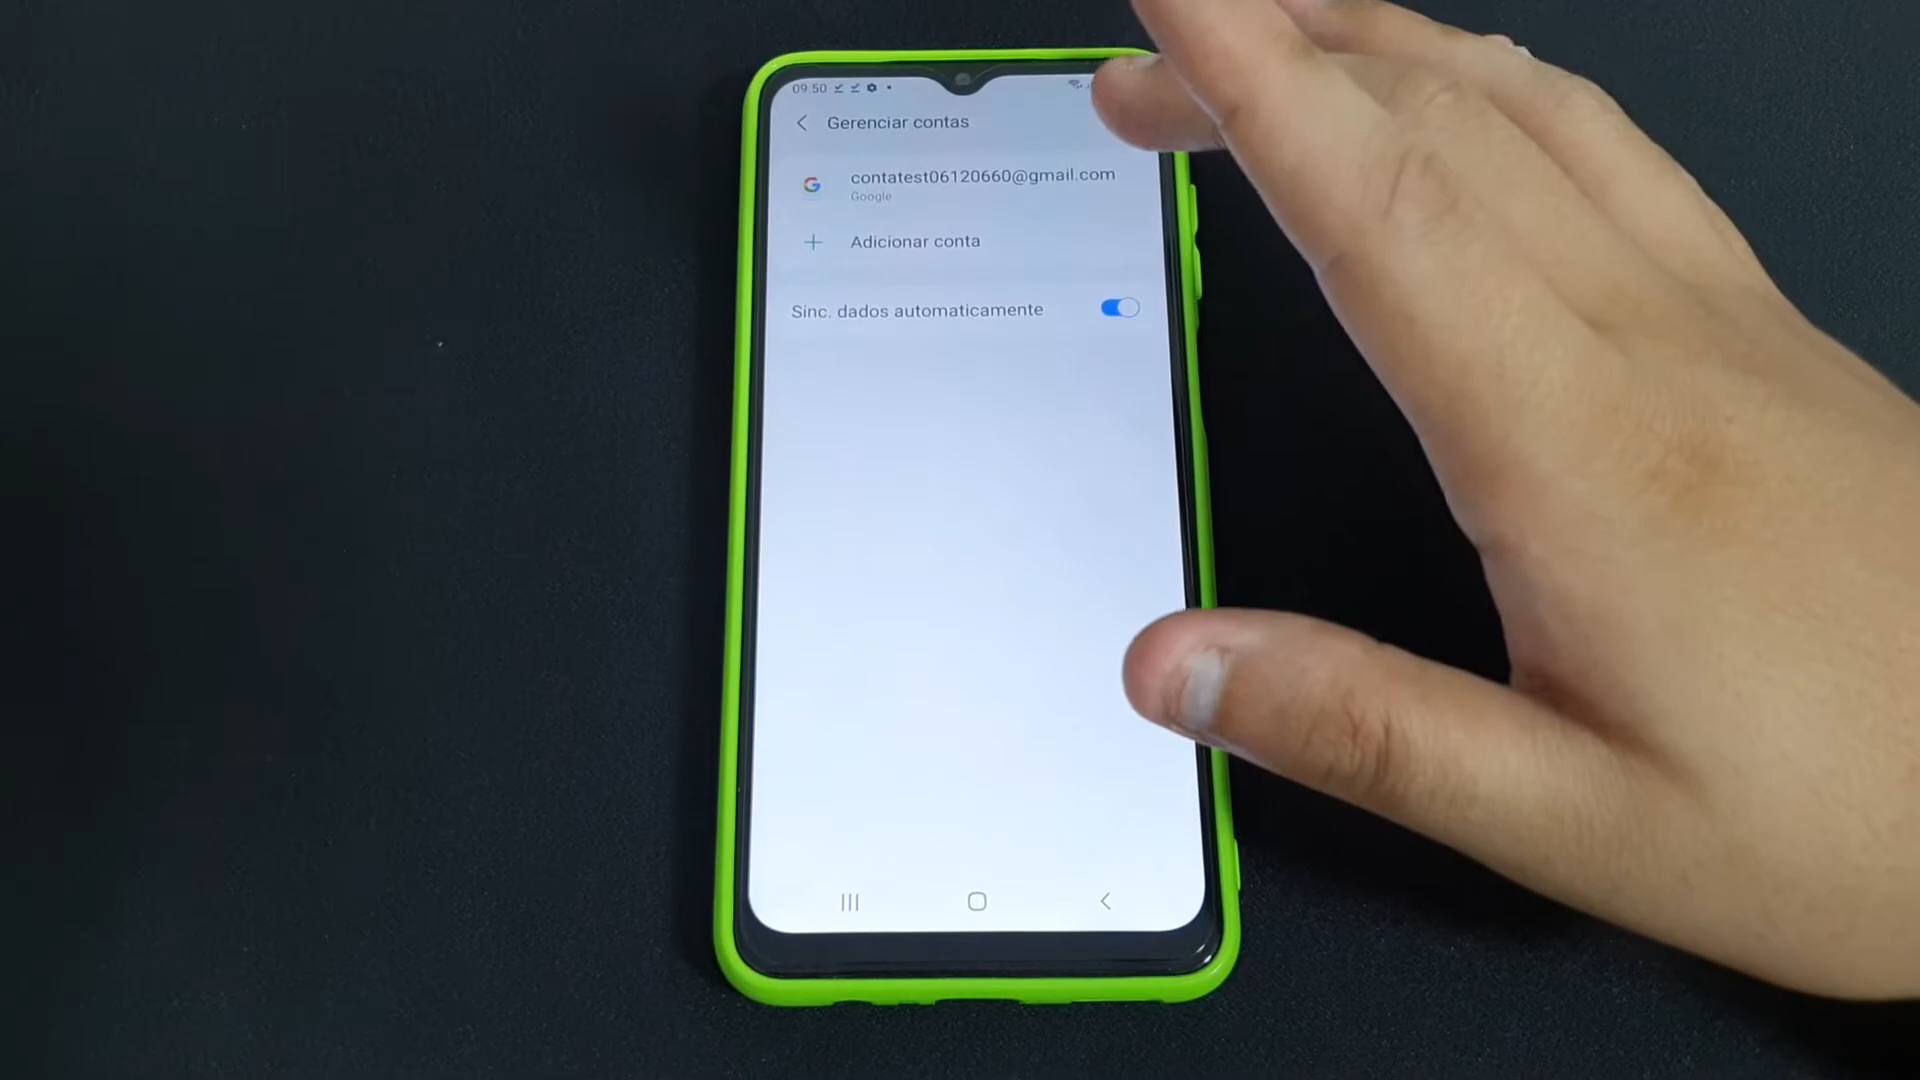 09:50
Gerenciar contas
contatest06120660@gmail.com
Google
Adicionar conta
Sinc. dados automaticamente